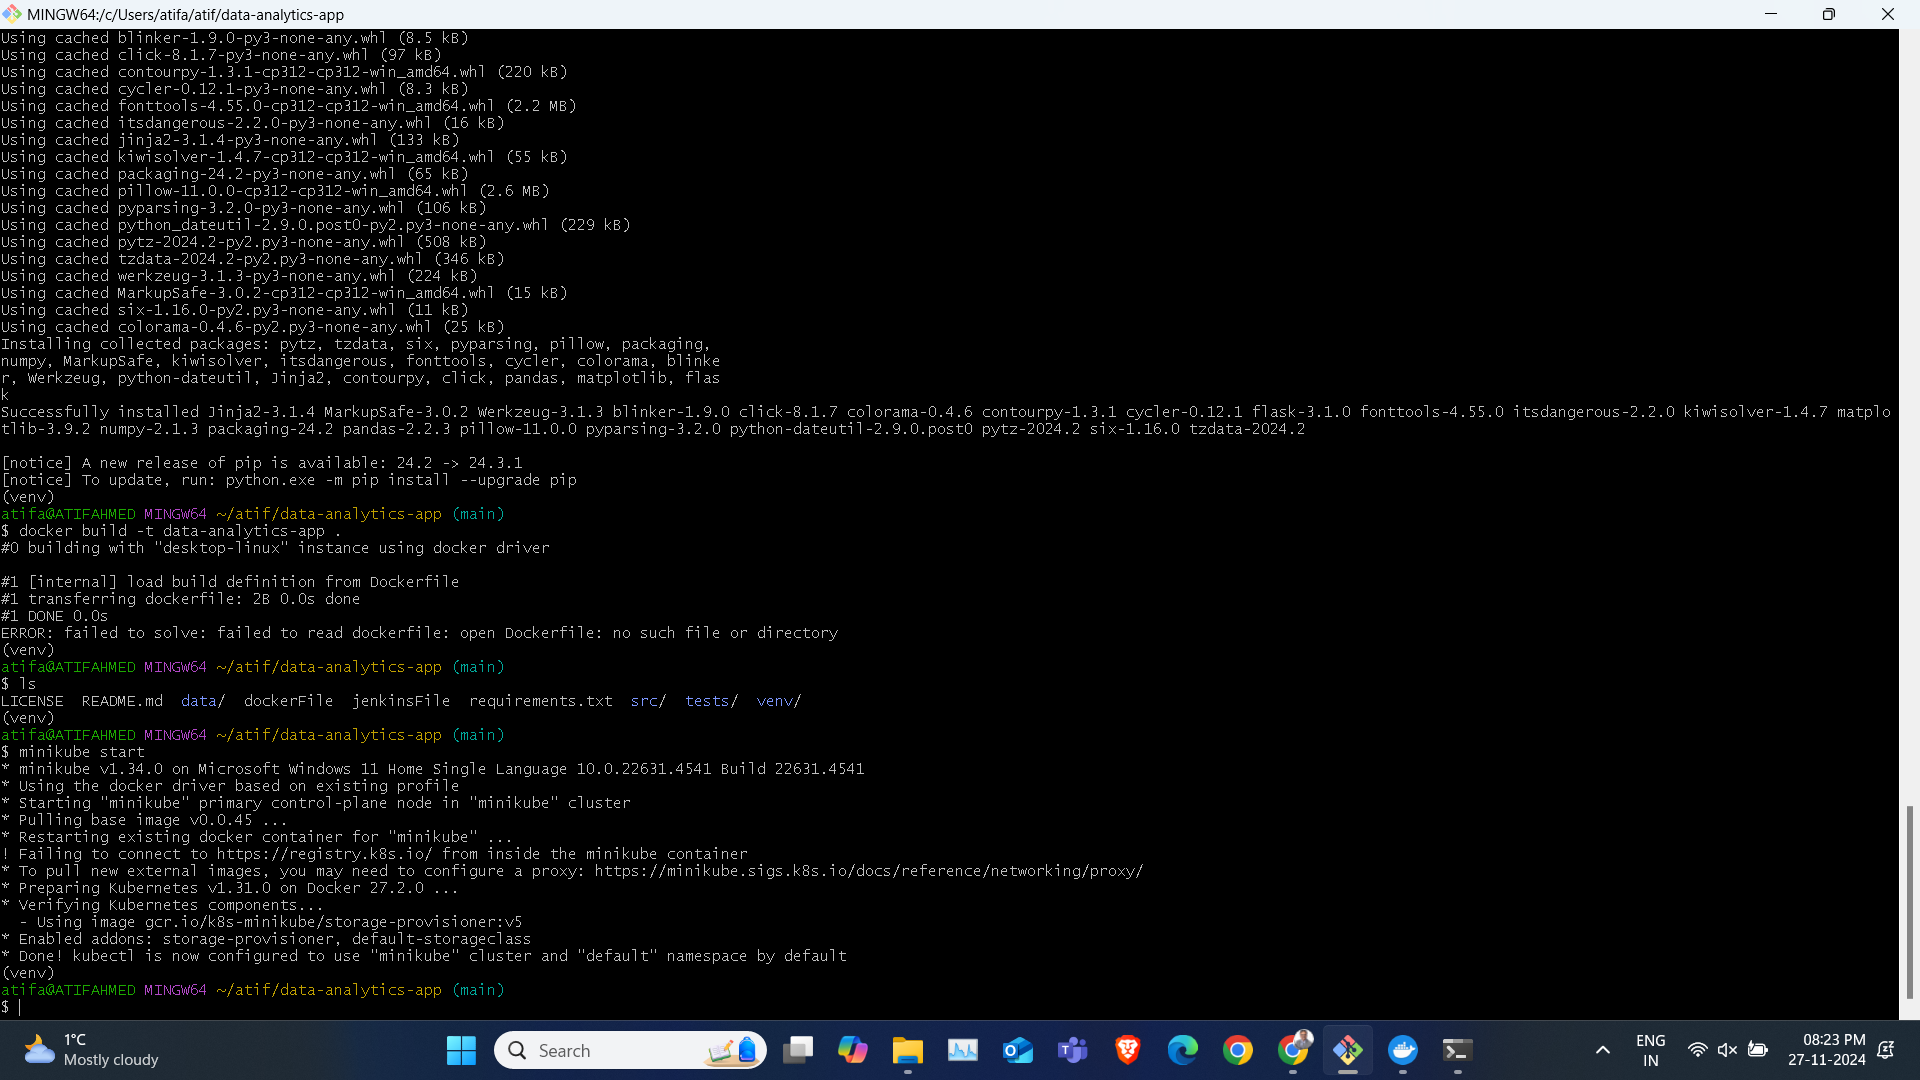 MINGW64:/c/Users/atifa/atif/data-analytics-app
Using cached blinker-1.9.0-py3-none-any.whl (8.5 kB)
Using cached click-8.1.7-py3-none-any.whl (97 kB)
Using cached contourpy-1.3.1-cp312-cp312-win_amd64.whl (220 kB)
Using cached cycler-0.12.1-py3-none-any.whl (8.3 kB)
Using cached fonttools-4.55.0-cp312-cp312-win_amd64.whl (2.2 MB)
Using cached itsdangerous-2.2.0-py3-none-any.whl (16 kB)
Using cached jinja2-3.1.4-py3-none-any.whl (133 kB)
Using cached kiwisolver-1.4.7-cp312-cp312-win_amd64.whl (55 kB)
Using cached packaging-24.2-py3-none-any.whl (65 kB)
Using cached pillow-11.0.0-cp312-cp312-win_amd64.whl (2.6 MB)
Using cached pyparsing-3.2.0-py3-none-any.whl (106 kB)
Using cached python_dateutil-2.9.0.post0-py2.py3-none-any.whl (229 kB)
Using cached pytz-2024.2-py2.py3-none-any.whl (508 kB)
Using cached tzdata-2024.2-py2.py3-none-any.whl (346 kB)
Using cached werkzeug-3.1.3-py3-none-any.whl (224 kB)
Using cached MarkupSafe-3.0.2-cp312-cp312-win_amd64.whl (15 kB)
Using cached six-1.16.0-py2.py3-none-any.whl (11 kB)
Using cached colorama-0.4.6-py2.py3-none-any.whl (25 kB)
Installing collected packages: pytz, tzdata, six, pyparsing, pillow, packaging,
numpy, MarkupSafe, kiwisolver, itsdangerous, fonttools, cycler, colorama, blinke
r, Werkzeug, python-dateutil, Jinja2, contourpy, click, pandas, matplotlib, flas
k
Successfully installed Jinja2-3.1.4 MarkupSafe-3.0.2 Werkzeug-3.1.3 blinker-1.9.0 click-8.1.7 colorama-0.4.6 contourpy-1.3.1 cycler-0.12.1 flask-3.1.0 fonttools-4.55.0 itsdangerous-2.2.0 kiwisolver-1.4.7 matplo
tlib-3.9.2 numpy-2.1.3 packaging-24.2 pandas-2.2.3 pillow-11.0.0 pyparsing-3.2.0 python-dateutil-2.9.0.post0 pytz-2024.2 six-1.16.0 tzdata-2024.2
[notice] A new release of pip is available: 24.2 -> 24.3.1
[notice] To update, run: python.exe -m pip install --upgrade pip
(venv)
atifa@ATIFAHMED MINGW64 ~/atif/data-analytics-app (main)
$ docker build -t data-analytics-app .
#0 building with "desktop-linux" instance using docker driver
#1 [internal] load build definition from Dockerfile
#1 transferring dockerfile: 2B 0.0s done
#1 DONE 0.0s
ERROR: failed to solve: failed to read dockerfile: open Dockerfile: no such file or directory
(venv)
atifa@ATIFAHMED MINGW64 ~/atif/data-analytics-app (main)
$ ls
LICENSE README.md data/ dockerFile jenkinsFile requirements.txt src/ tests/ venv/
(venv)
atifa@ATIFAHMED MINGW64 ~/atif/data-analytics-app (main)
$ minikube start
* minikube v1.34.0 on Microsoft Windows 11 Home Single Language 10.0.22631.4541 Build 22631.4541
* Using the docker driver based on existing profile
* Starting "minikube" primary control-plane node in "minikube" cluster
* Pulling base image v0.0.45 ...
* Restarting existing docker container for "minikube" ...
! Failing to connect to https://registry.k8s.io/ from inside the minikube container
* To pull new external images, you may need to configure a proxy: https://minikube.sigs.k8s.io/docs/reference/networking/proxy/
* Preparing Kubernetes v1.31.0 on Docker 27.2.0 ...
* Verifying Kubernetes components...
- Using image gcr.io/k8s-minikube/storage-provisioner:v5
* Enabled addons: storage-provisioner, default-storageclass
* Done! kubectl is now configured to use "minikube" cluster and "default" namespace by default
(venv)
atifa@ATIFAHMED MINGW64 ~/atif/data-analytics-app (main)
$
1°C
Mostly cloudy
Search
ENG
IN
08:23 PM
27-11-2024